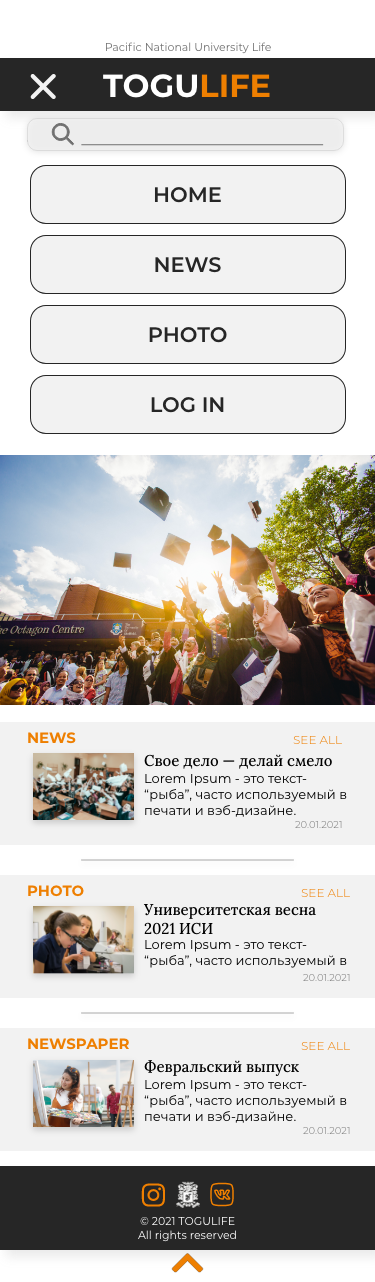 Pacific National University Life
TOGULIFE
HOME
NEWS
PHOTO
LOG IN
Octagon Centre
NEWS
SEE ALL
Свое дело — делай смело
Lorem Ipsum - это текст-
“рыба”, часто используемый в
печати и вэб-дизайне.
20.01.2021
PHOTO
SEE ALL
Университетская весна
2021 ИСИ
Lorem Ipsum - это текст-
“рыба”, часто используемый в
20.01.2021
NEWSPAPER
SEE ALL
Февральский выпуск
Lorem Ipsum - это текст-
“рыба”, часто используемый в
печати и вэб-дизайне.
20.01.2021
© 2021 TOGULIFE
All rights reserved